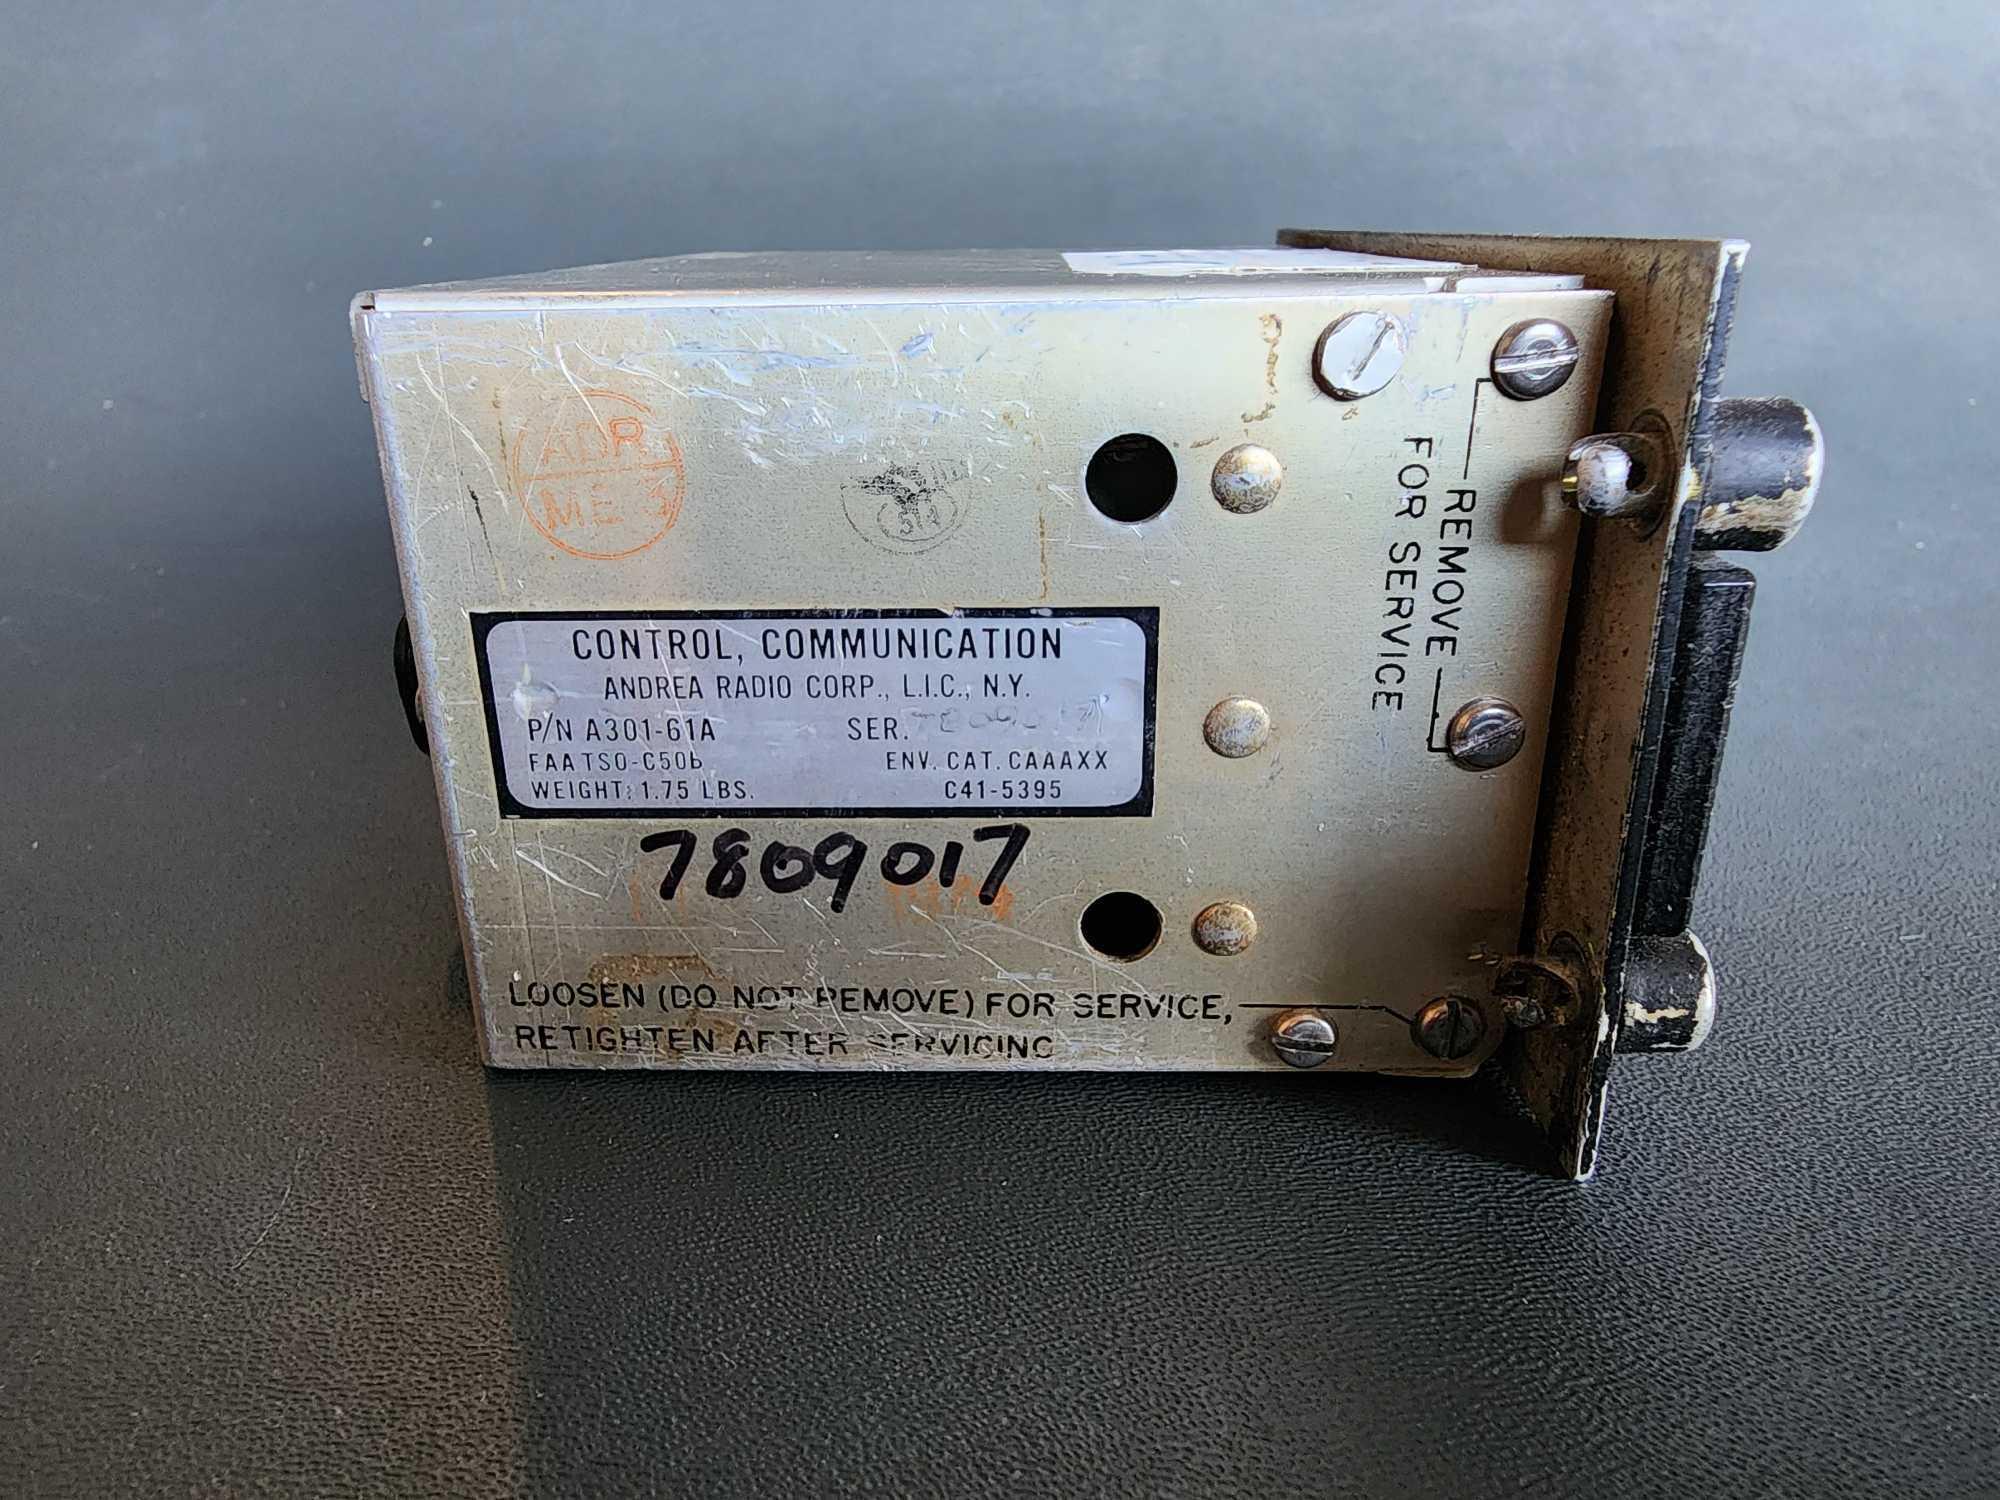 ADR
ME 3
REMOVE
FOR SERVICE
CONTROL, COMMUNICATION
ANDREA RADIO CORP., L.I.C., N.Y.
P/N A301-61A SER. 7809017
FAA TSO-C50b ENV. CAT. CAAAXX
WEIGHT: 1.75 LBS. C41-5395
7809017
LOOSEN (DO NOT REMOVE) FOR SERVICE,
RETIGHTEN AFTER SERVICING